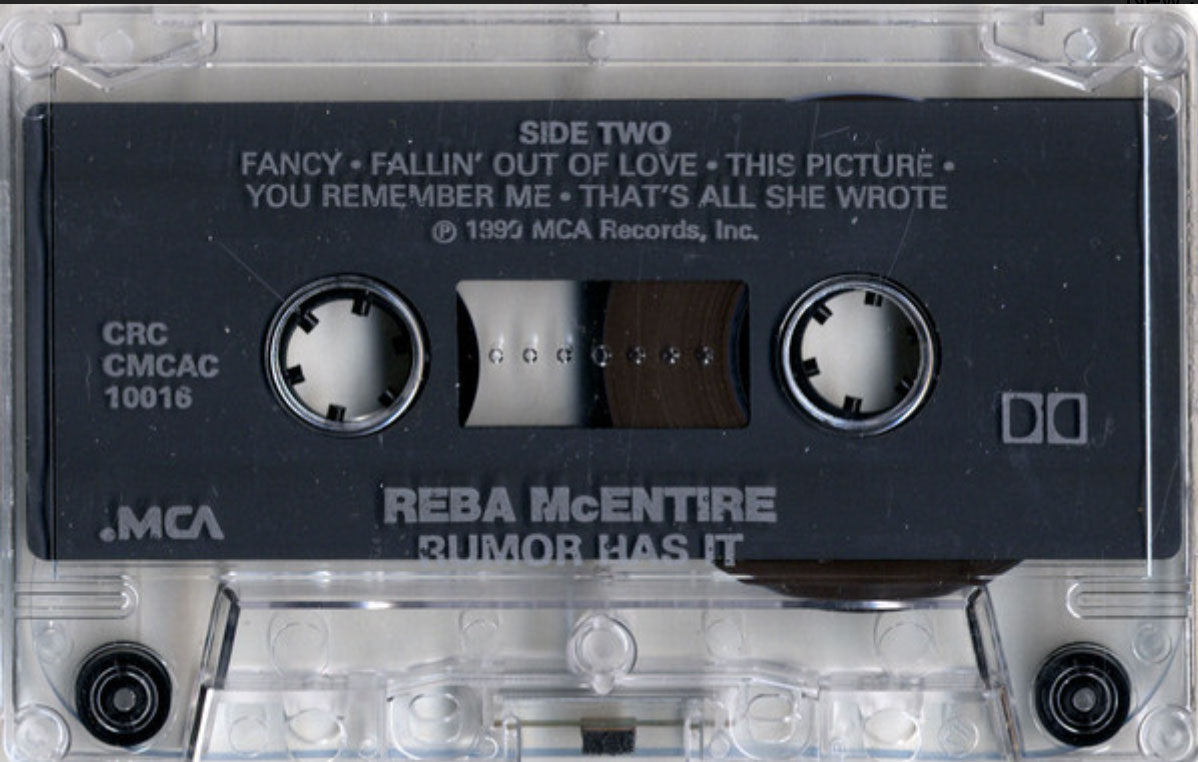 SIDE TWO
FANCY • FALLIN' OUT OF LOVE • THIS PICTURE •
YOU REMEMBER ME • THAT'S ALL SHE WROTE
℗ 1990 MCA Records, Inc.
CRC
CMCAC
10016
.MCA
REBA McENTIRE
RUMOR HAS IT